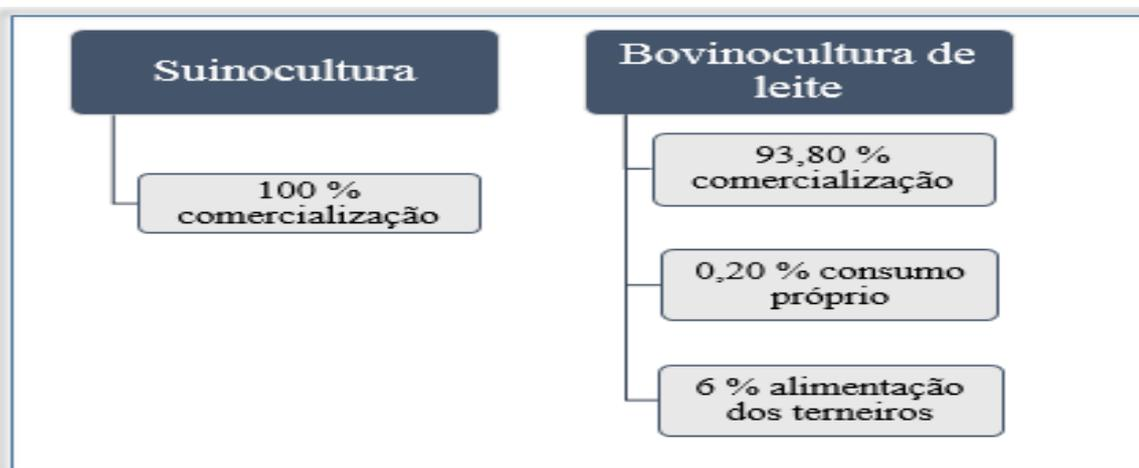 Suinocultura
100 %
comercialização
Bovinocultura de
leite
93,80 %
comercialização
0,20 % consumo
próprio
6 % alimentação
dos terneiros